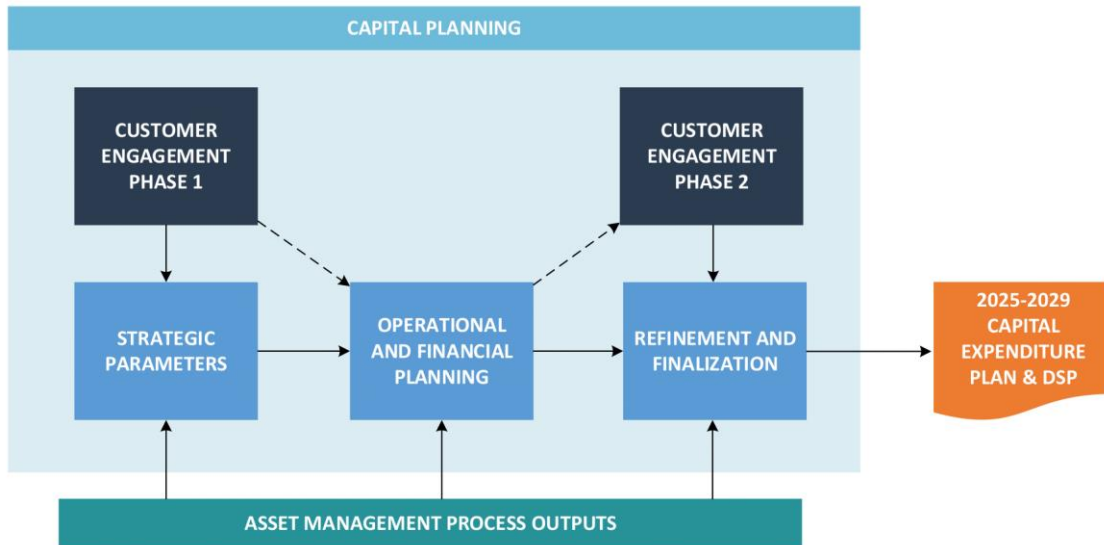 CAPITAL PLANNING
CUSTOMER
ENGAGEMENT
PHASE 1
CUSTOMER
ENGAGEMENT
PHASE 2
STRATEGIC
PARAMETERS
OPERATIONAL
AND FINANCIAL
PLANNING
REFINEMENT AND
FINALIZATION
2025-2029
CAPITAL
EXPENDITURE
PLAN & DSP
ASSET MANAGEMENT PROCESS OUTPUTS